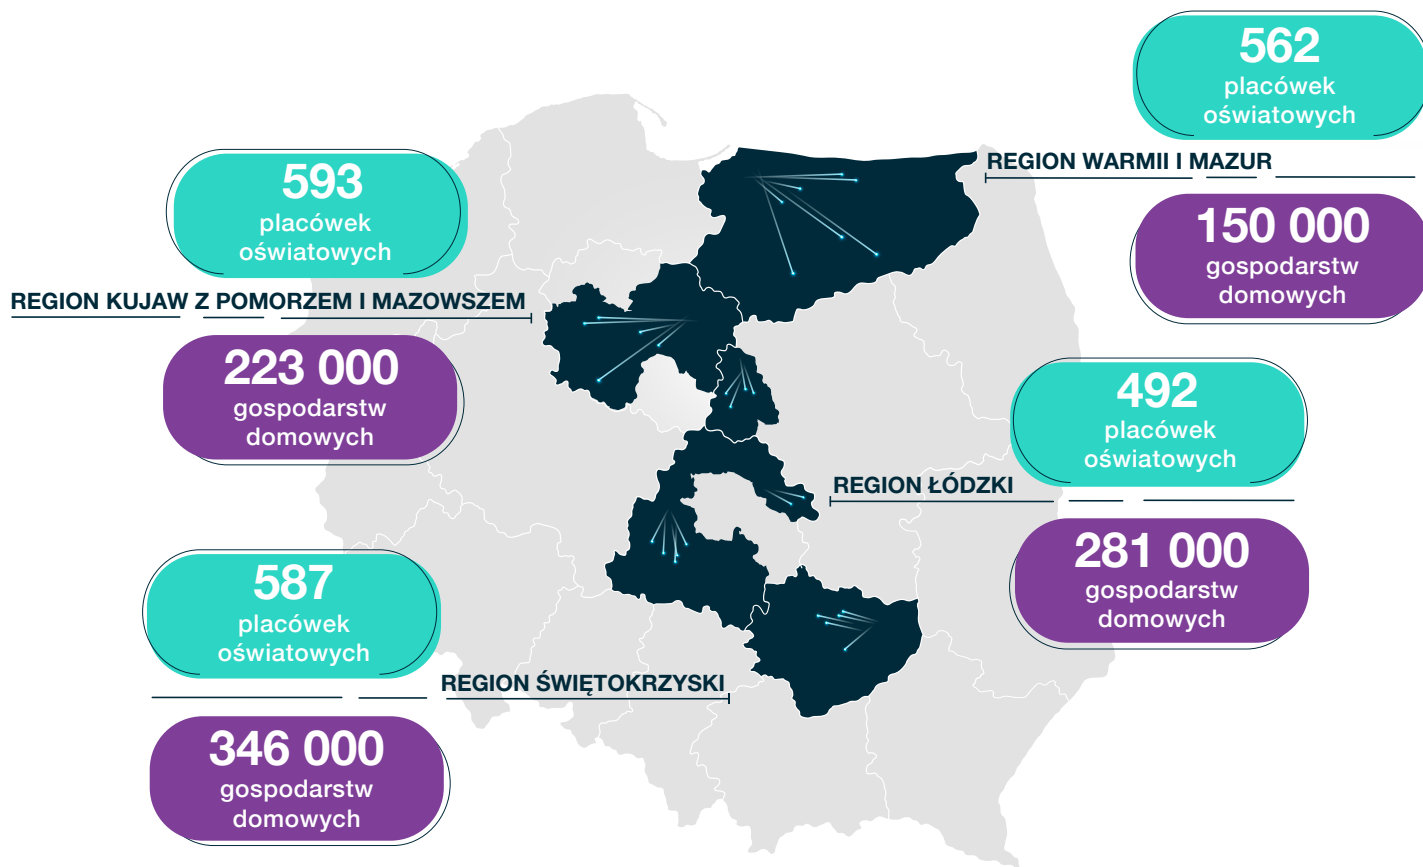 562
placówek
oświatowych
REGION WARMII I MAZUR
150 000
gospodarstw
domowych
593
placówek
oświatowych
REGION KUJAW Z POMORZEM I MAZOWSZEM
223 000
gospodarstw
domowych
492
placówek
oświatowych
REGION ŁÓDZKI
281 000
gospodarstw
domowych
587
placówek
oświatowych
REGION ŚWIĘTOKRZYSKI
346 000
gospodarstw
domowych